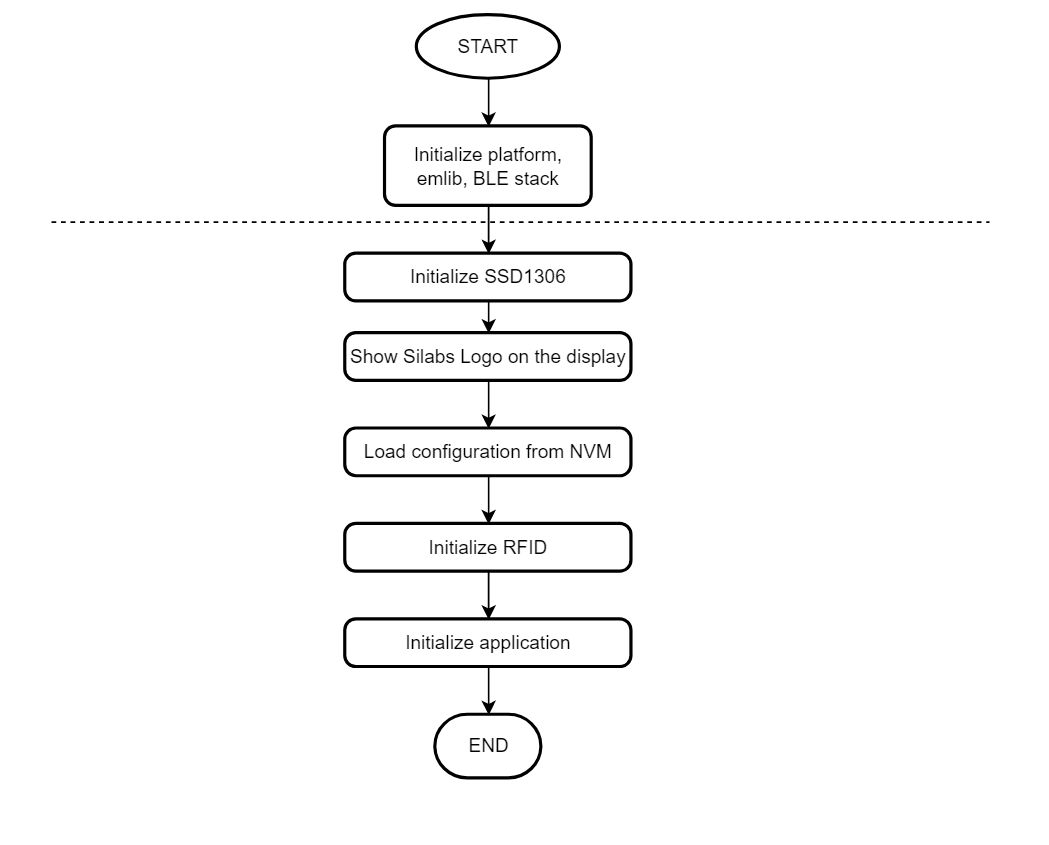 START
Initialize platform,
emlib, BLE stack
Initialize SSD1306
Show Silabs Logo on the display
Load configuration from NVM
Initialize RFID
Initialize application
END